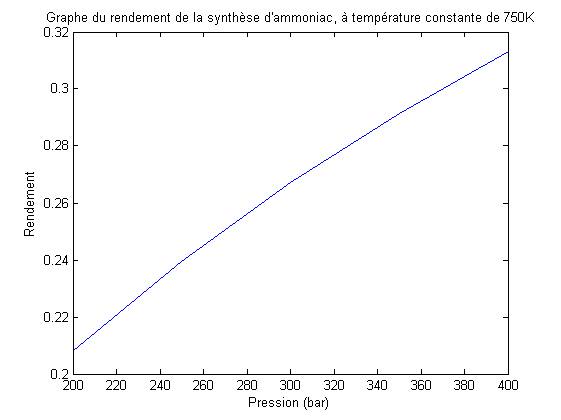 Graphe du rendement de la synthèse d'ammoniac, à température constante de 750K
0.32
0.3
0.28
0.26
0.24
0.22
0.2
Rendement
200 220 240 260 280 300 320 340 360 380 400
Pression (bar)